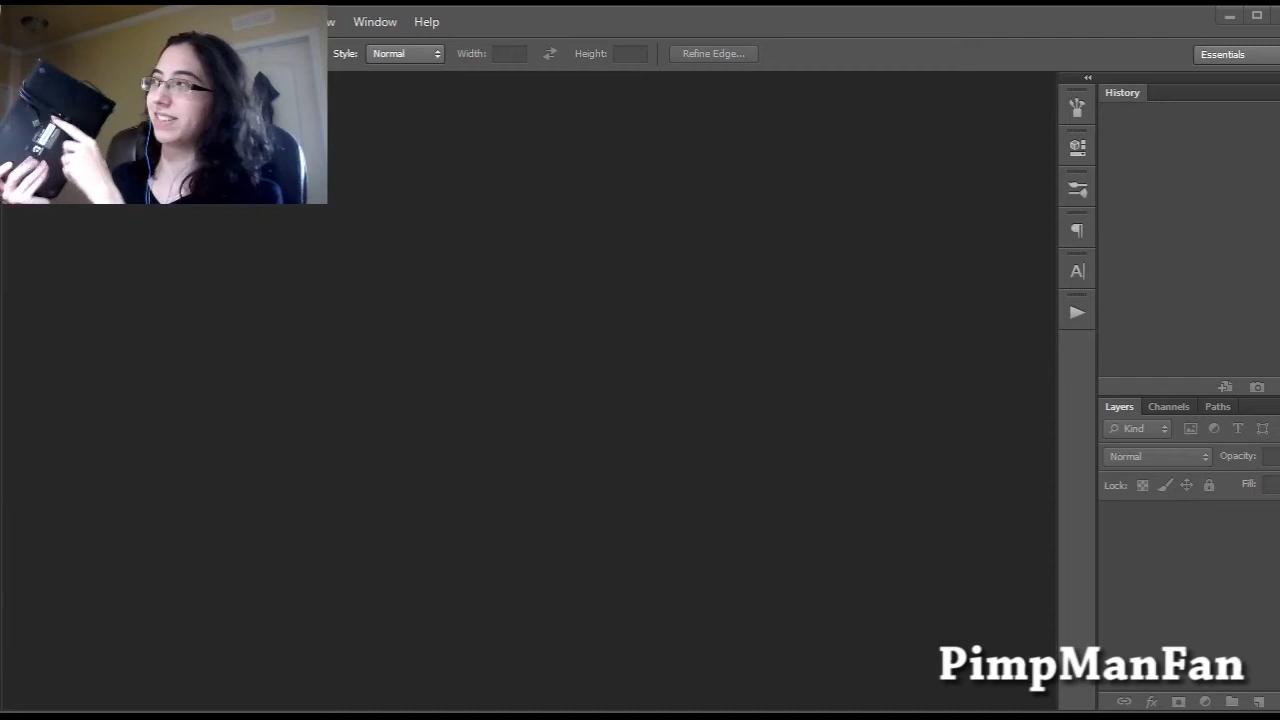 w Window Help
Style: Normal Width: Height: Refine Edge... Essentials
History
A|
Layers Channels Paths
Kind T
Normal Opacity:
Lock: Fill:
PimpManFan
fx